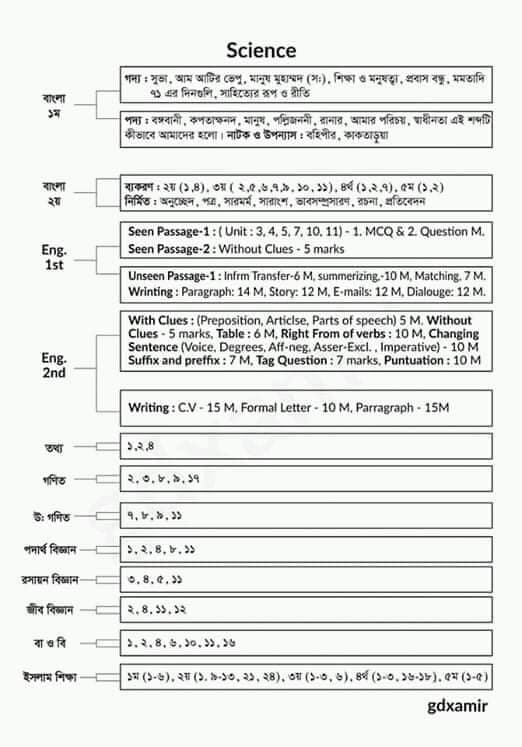 Science
বাংলা ১ম
গদ্য : সুভা, আম আটির ভেপু, মানুষ মুহাম্মদ (স:), শিক্ষা ও মনুষত্ব্য, প্রবাস বন্ধু, মমতাদি
৭১ এর দিনগুলি, সাহিত্যের রূপ ও রীতি
পদ্য : বঙ্গবানী, কপতাক্ষনদ, মানুষ, পল্লিজননী, রানার, আমার পরিচয়, স্বাধীনতা এই শব্দটি
কীভাবে আমাদের হলো। নাটক ও উপন্যাস : বহিপীর, কাকতাড়ুয়া
বাংলা ২য়
ব্যকরণ : ২য় (১,৪), ৩য় ( ২,৫,৬,৭,৯, ১০, ১১), ৪র্থ (১,২,৭), ৫ম (১,২)
নির্মিত : অনুচ্ছেদ, পত্র, সারমর্ম, সারাংশ, ভাবসম্প্রসারণ, রচনা, প্রতিবেদন
Eng. 1st
Seen Passage-1 : ( Unit : 3, 4, 5, 7, 10, 11) - 1. MCQ & 2. Question M.
Seen Passage-2 : Without Clues - 5 marks
Unseen Passage-1 : Infrm Transfer-6 M, summerizing,-10 M, Matching, 7 M.
Wrinting : Paragraph: 14 M, Story: 12 M, E-mails: 12 M, Dialouge: 12 M.
Eng. 2nd
With Clues : (Preposition, Articlse, Parts of speech) 5 M, Without
Clues - 5 marks, Table : 6 M, Right From of verbs : 10 M, Changing
Sentence (Voice, Degrees, Aff-neg, Asser-Excl. , Imperative) - 10 M
Suffix and preffix : 7 M, Tag Question : 7 marks, Puntuation : 10 M
Writing : C.V - 15 M, Formal Letter - 10 M, Parragraph - 15M
তথ্য
১,২,৪
গণিত
২, ৩, ৮, ৯, ১৭
উ: গণিত
৭, ৮, ৯, ১১
পদার্থ বিজ্ঞান
১, ২, ৪, ৮, ১১
রসায়ন বিজ্ঞান
৩, ৪, ৫, ১১
জীব বিজ্ঞান
২, ৪, ১১, ১২
বা ও বি
১, ২, ৪, ৬, ১০, ১১, ১৬
ইসলাম শিক্ষা
১ম (১-৬), ২য় (১. ৯-১৩, ২১, ২৪), ৩য় (১-৩, ৬), ৪র্থ (১-৩, ১৬-১৮), ৫ম (১-৫)
gdxamir